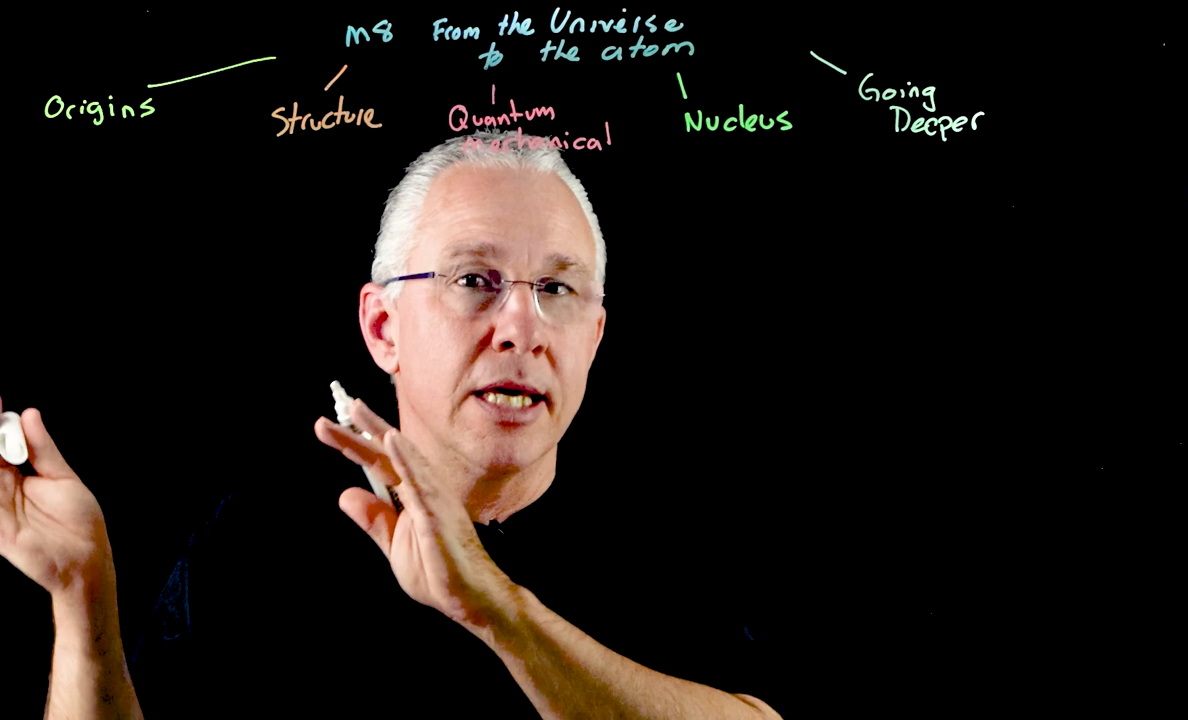 M8 From the Universe
to the atom
Origins
Structure
Quantum
mechanical
Nucleus
Going
Deeper